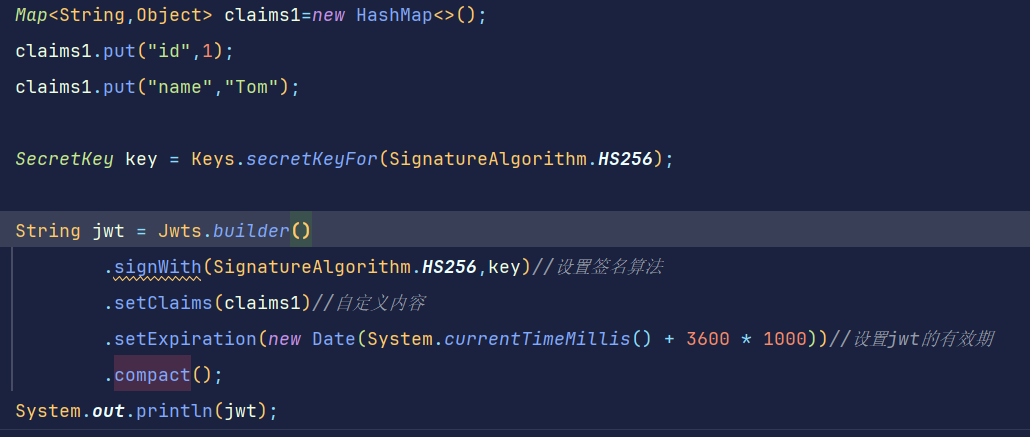 Map<String,Object> claims1=new HashMap<>();
claims1.put("id",1);
claims1.put("name","Tom");
SecretKey key = Keys.secretKeyFor(SignatureAlgorithm.HS256);
String jwt = Jwts.builder()
.signWith(SignatureAlgorithm.HS256,key)//设置签名算法
.setClaims(claims1)//自定义内容
.setExpiration(new Date(System.currentTimeMillis() + 3600 * 1000))//设置jwt的有效期
.compact();
System.out.println(jwt);